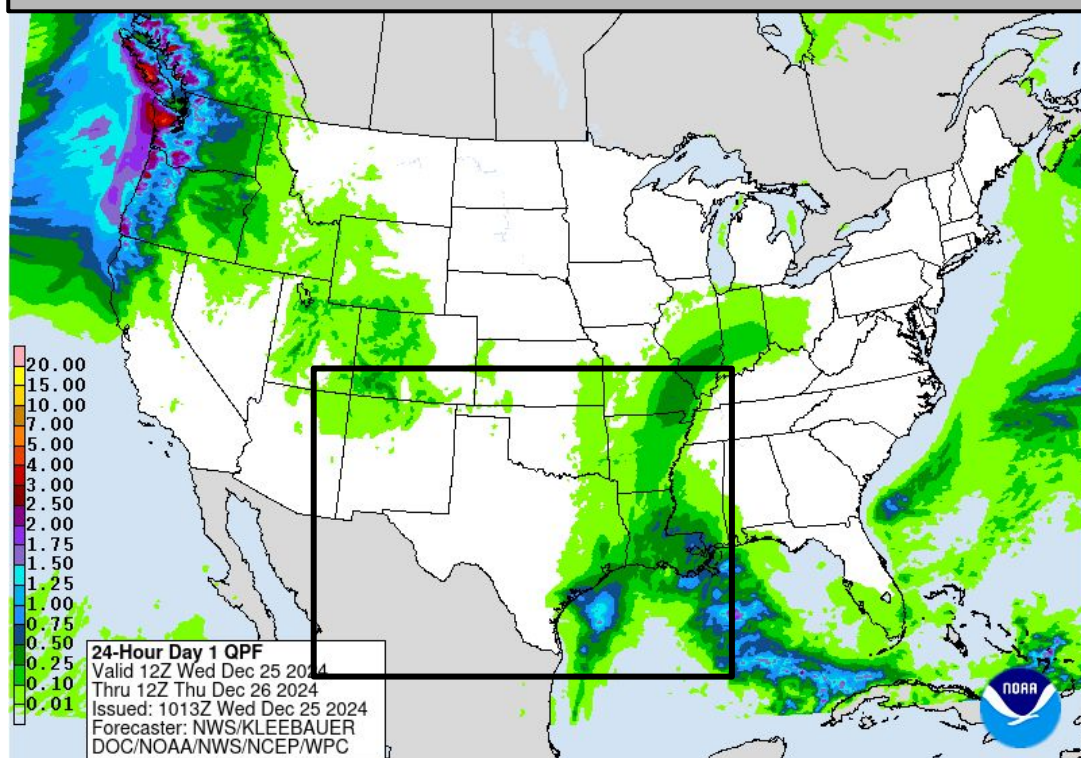 20.00
15.00
10.00
7.00
5.00
4.00
3.00
2.50
2.00
1.75
1.50
1.25
1.00
0.75
0.50
0.25
0.10
0.01
24-Hour Day 1 QPF
Valid 12Z Wed Dec 25 2024
Thru 12Z Thu Dec 26 2024
Issued: 1013Z Wed Dec 25 2024
Forecaster: NWS/KLEEBAUER
DOC/NOAA/NWS/NCEP/WPC
NOAA